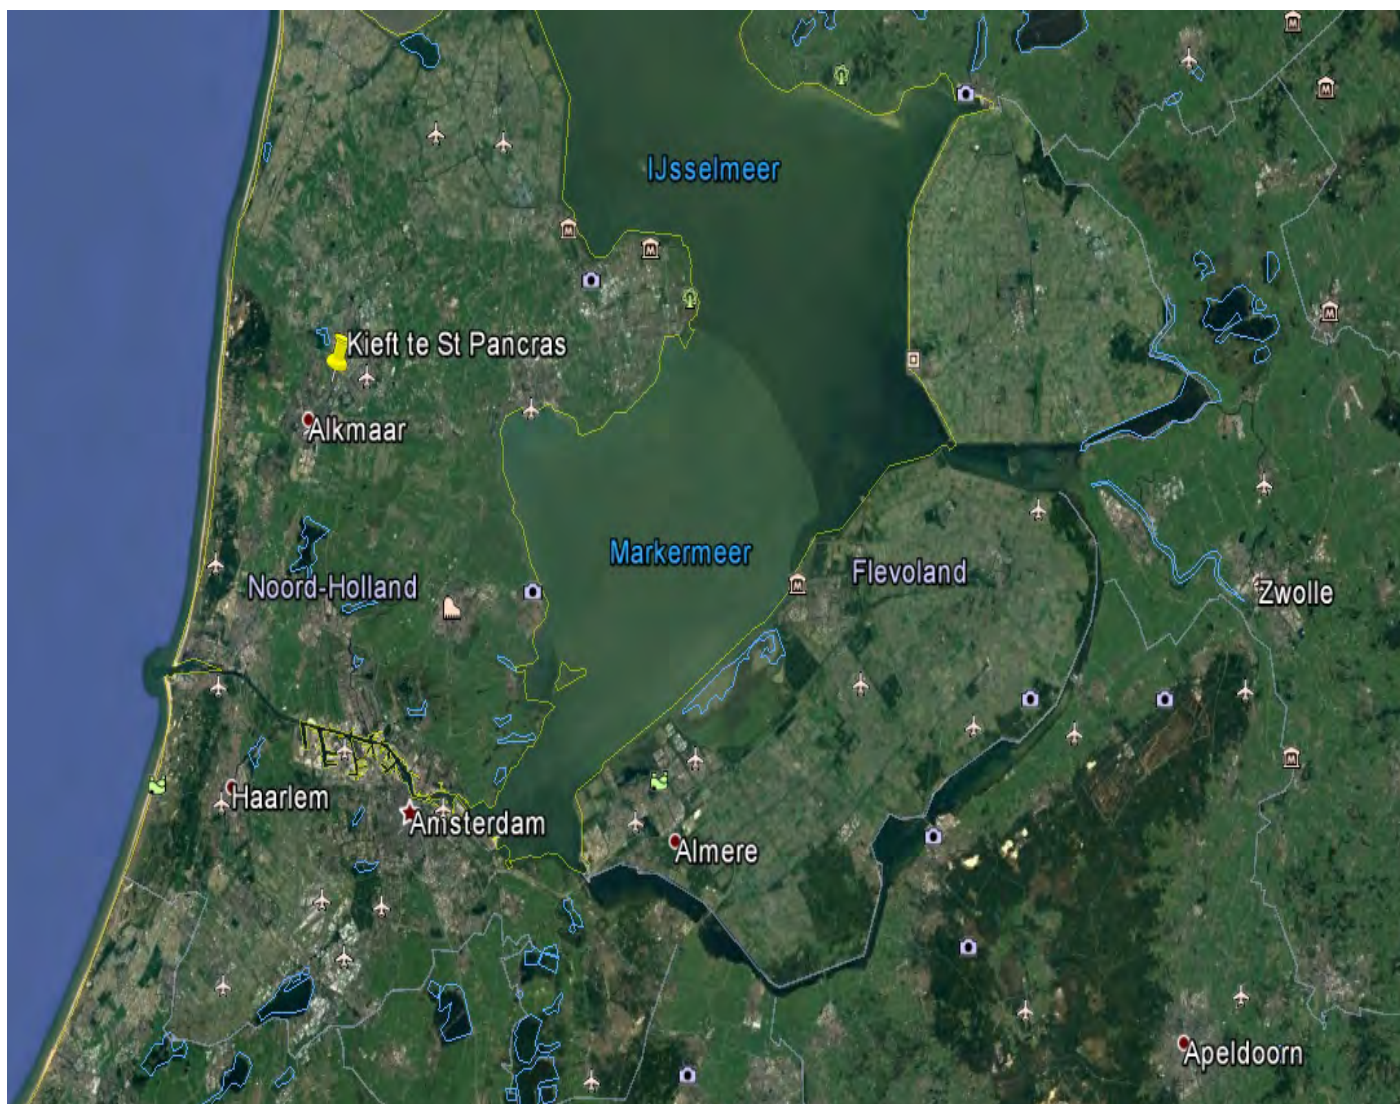 IJsselmeer
Kieft te St Pancras
Alkmaar
Markermeer
Flevoland
Noord-Holland
Zwolle
Haarlem
Amsterdam
Almere
Apeldoorn